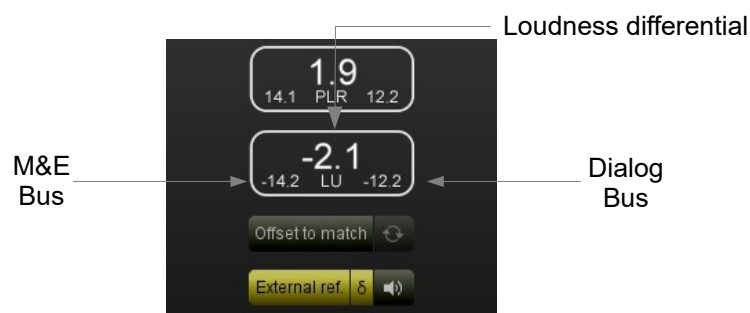 Loudness differential
1.9
14.1 PLR 12.2
-2.1
-14.2 LU -12.2
M&E
Bus
Dialog
Bus
Offset to match
External ref. δ